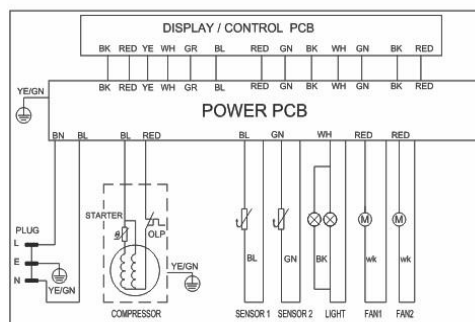 DISPLAY / CONTROL PCB
BK RED YE WH GR BL RED GN BK WH GN BK RED
BK RED YE WH GR BL RED GN BK WH GN BK RED
YE/GN
POWER PCB
BN BL BL RED BL GN WH RED RED
PLUG
STARTER
OLP
L
E
N
YE/GN
YE/GN
BL GN BK wk wk
COMPRESSOR SENSOR 1 SENSOR 2 LIGHT FAN1 FAN2
M M